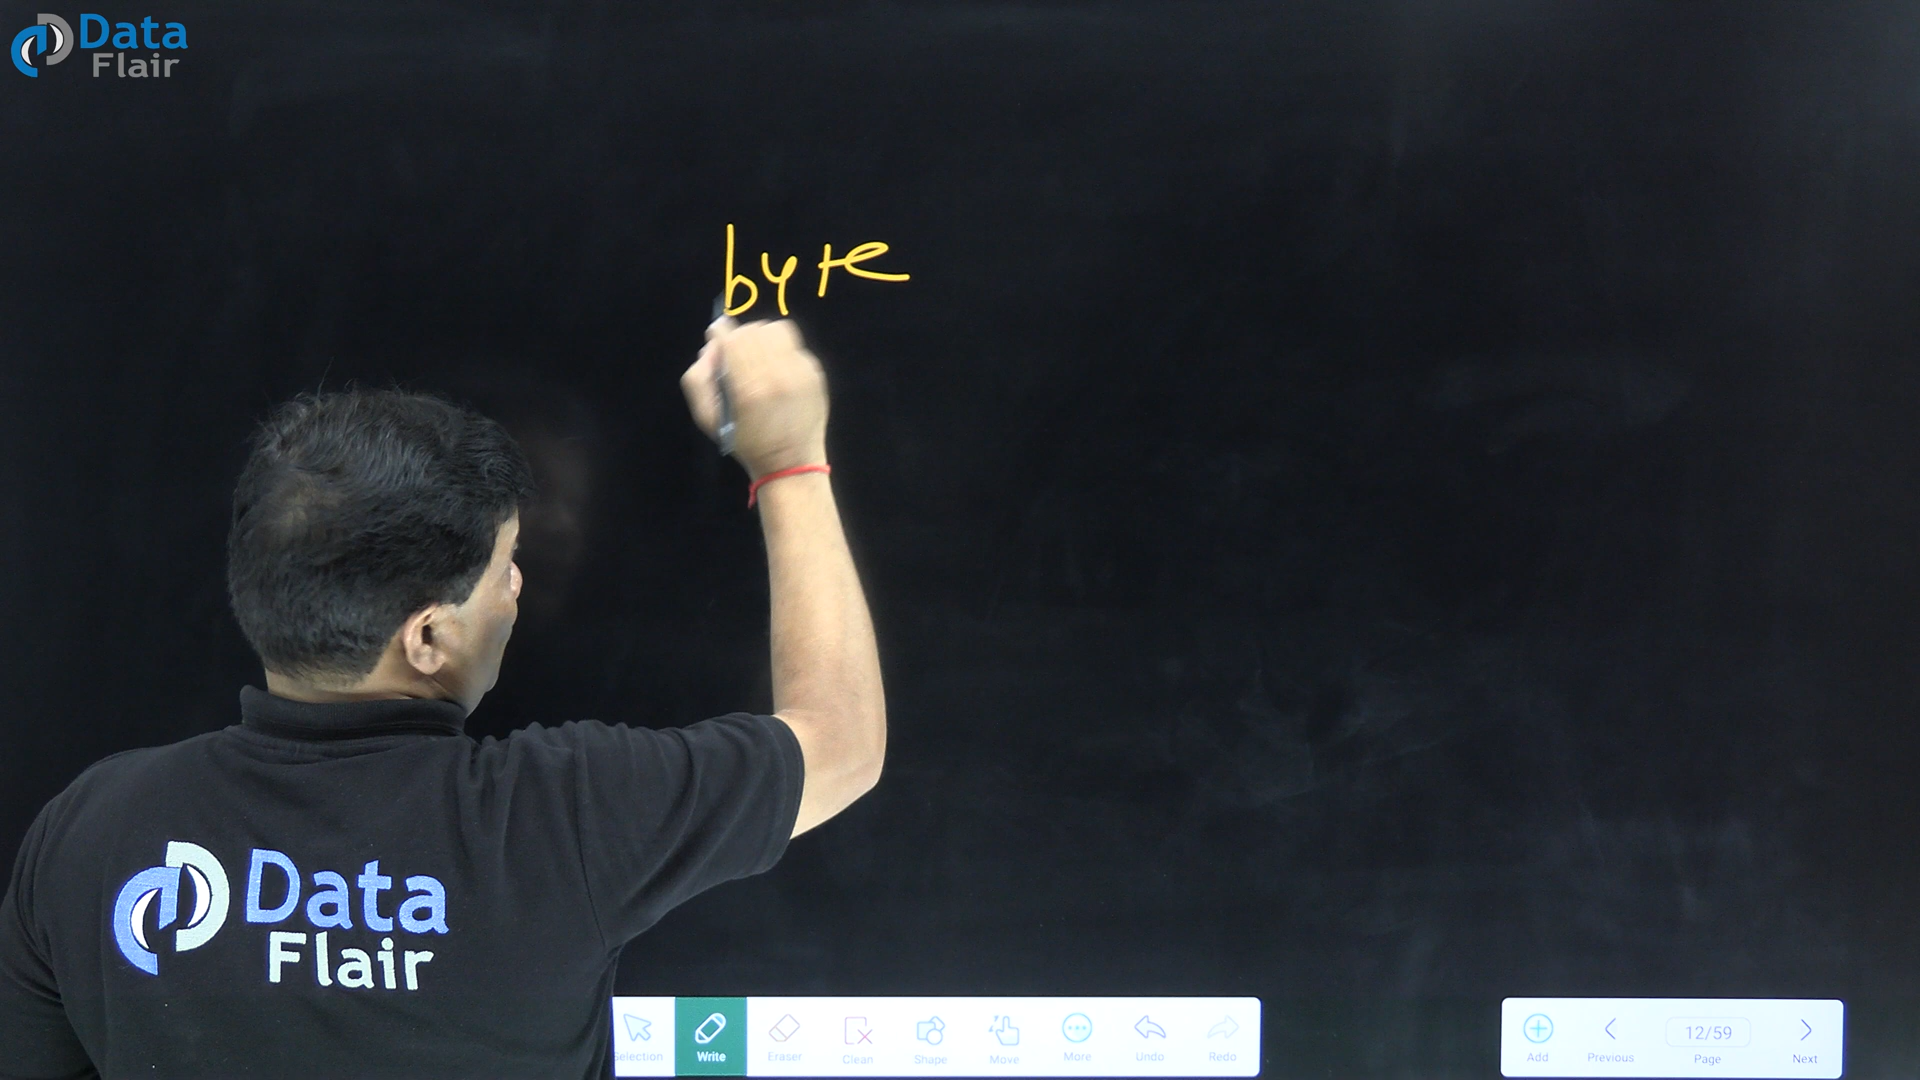 Data
Flair
byte
Data
Flair
Selection
Write
Eraser
Clean
Shape
Move
More
Undo
Redo
Add
Previous
12/59
Page
Next